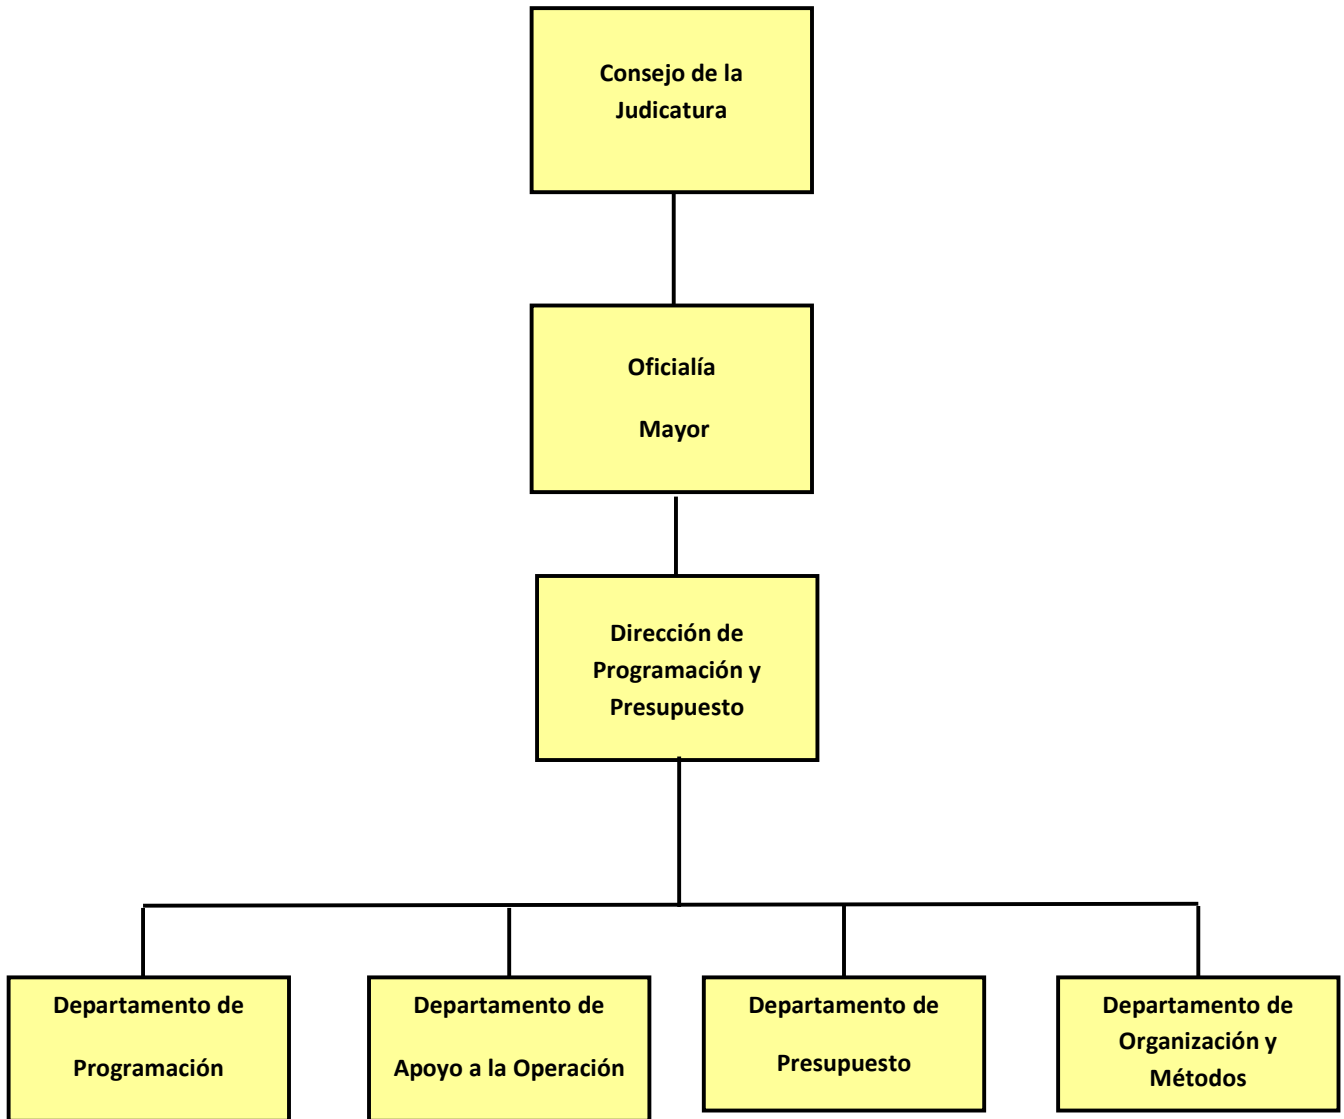 Consejo de la
Judicatura
Oficialía
Mayor
Dirección de
Programación y
Presupuesto
Departamento de
Programación
Departamento de
Apoyo a la Operación
Departamento de
Presupuesto
Departamento de
Organización y
Métodos